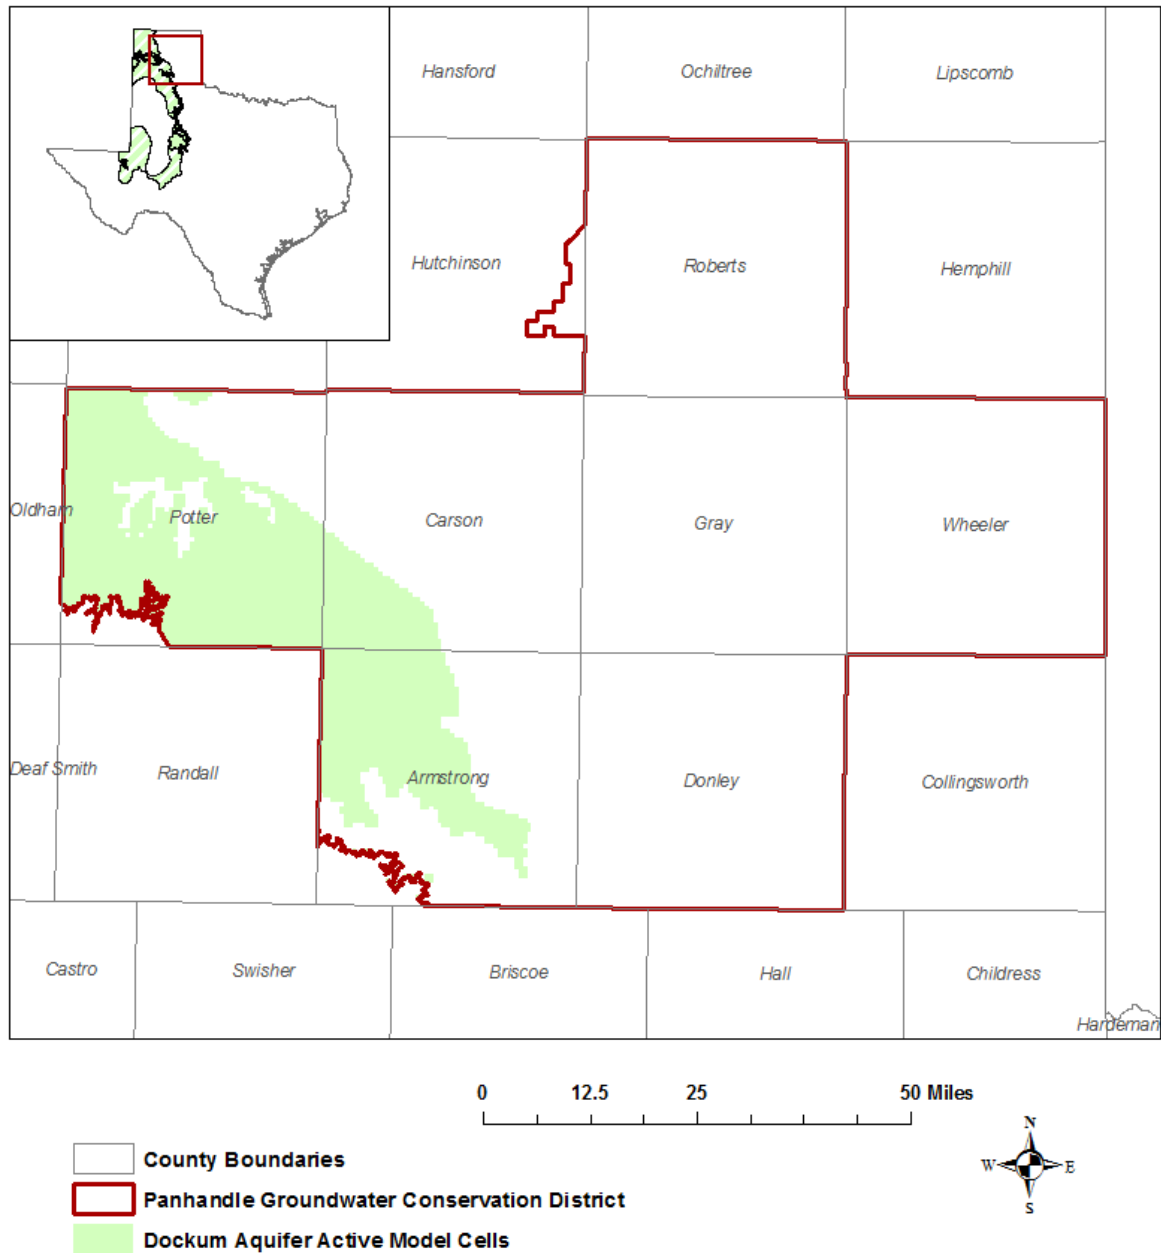 Hansford
Ochiltree
Lipscomb
Hutchinson
Roberts
Hemphill
Oldham
Potter
Carson
Gray
Wheeler
Deaf Smith
Randall
Armstrong
Donley
Collingsworth
Castro
Swisher
Briscoe
Hall
Childress
Hardeman
0 12.5 25 50 Miles
N
W E
S
County Boundaries
Panhandle Groundwater Conservation District
Dockum Aquifer Active Model Cells